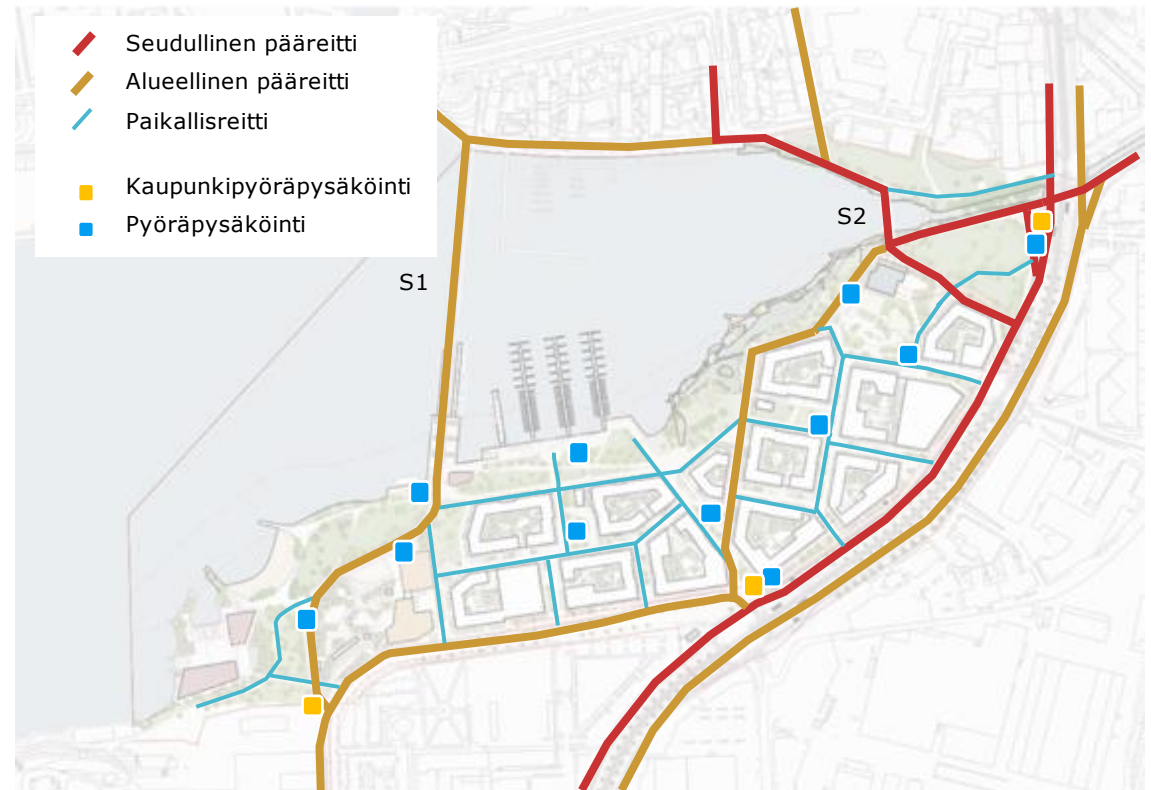 Seudullinen pääreitti
Alueellinen pääreitti
Paikallisreitti
Kaupunkipyöräpysäköinti
Pyöräpysäköinti
S2
S1